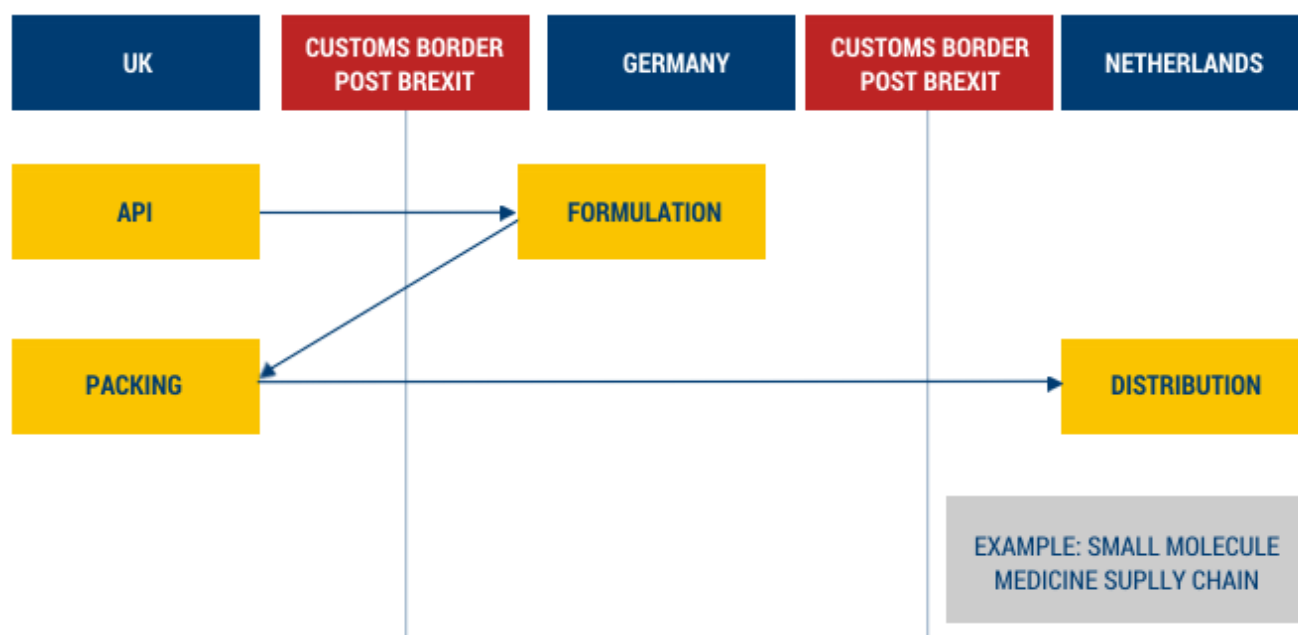 UK
CUSTOMS BORDER
POST BREXIT
GERMANY
CUSTOMS BORDER
POST BREXIT
NETHERLANDS
API
FORMULATION
PACKING
DISTRIBUTION
EXAMPLE: SMALL MOLECULE
MEDICINE SUPLLY CHAIN